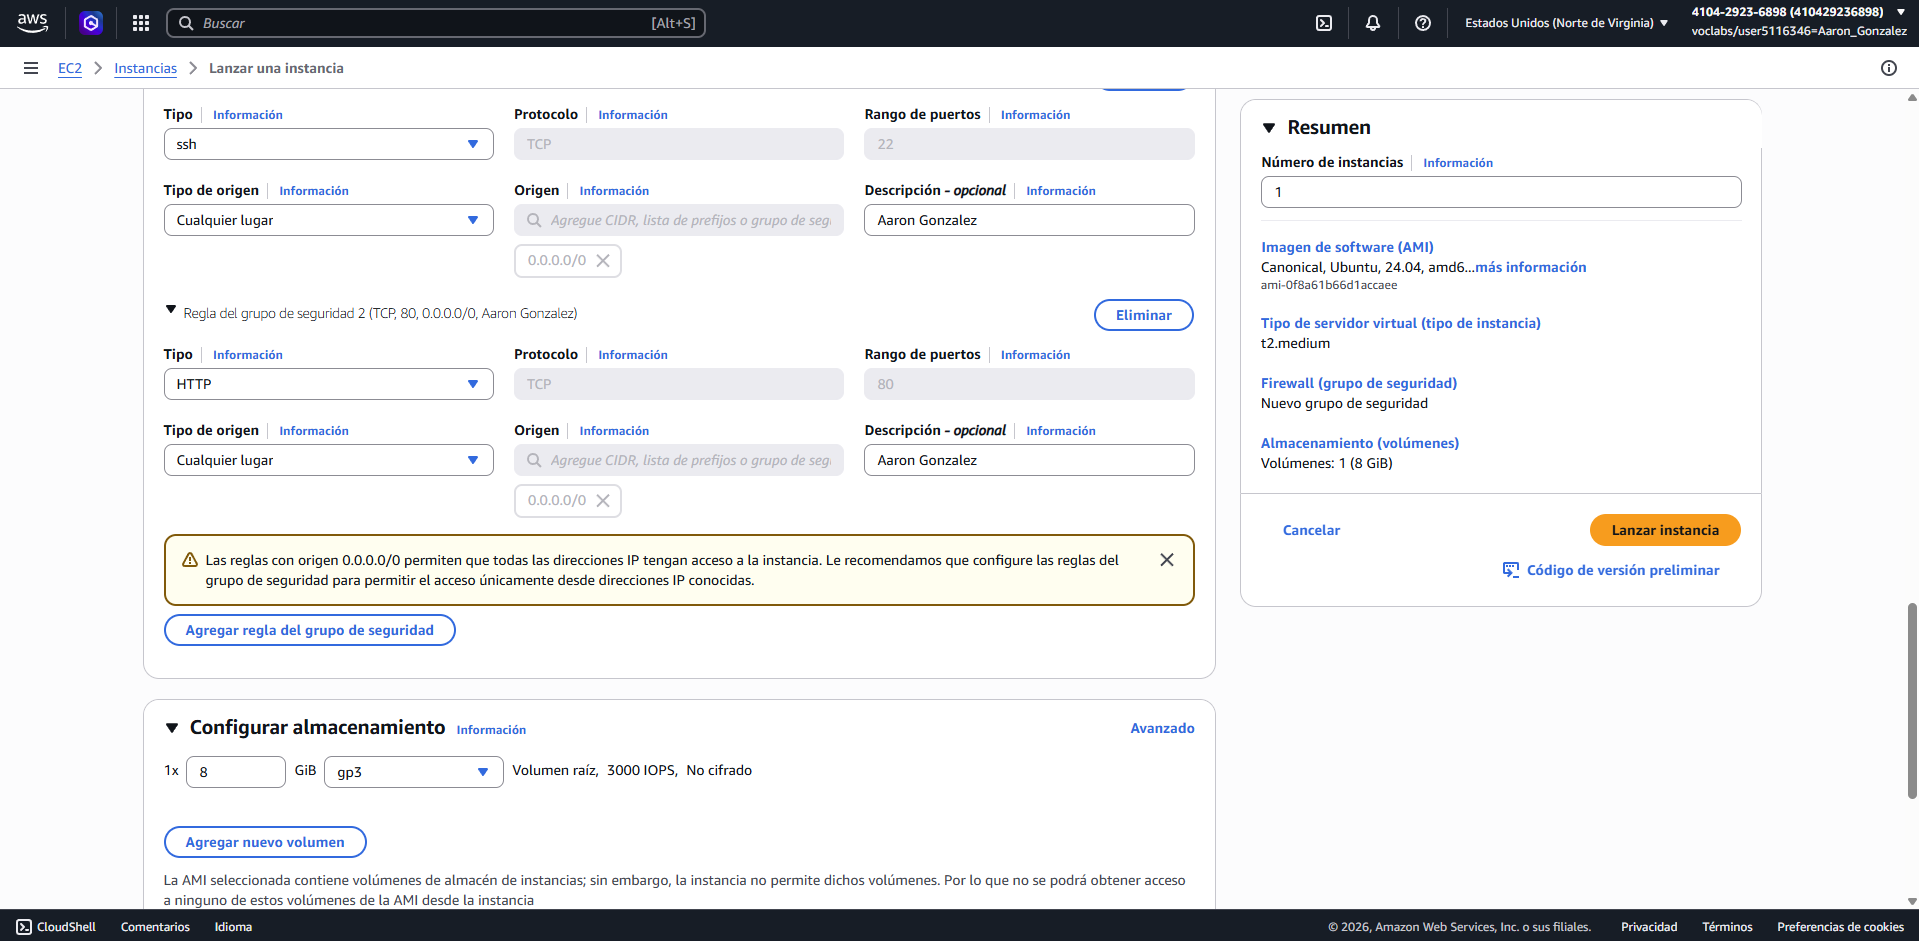 aws
Buscar [Alt+S]
Estados Unidos (Norte de Virginia)
4104-2923-6898 (410429236898)
voclabs/user5116346=Aaron_Gonzalez
EC2 Instancias Lanzar una instancia
Tipo Información Protocolo Información Rango de puertos Información
ssh TCP 22
Tipo de origen Información Origen Información Descripción - opcional Información
Cualquier lugar Agregue CIDR, lista de prefijos o grupo de seg Aaron Gonzalez
0.0.0.0/0
Regla del grupo de seguridad 2 (TCP, 80, 0.0.0.0/0, Aaron Gonzalez) Eliminar
Tipo Información Protocolo Información Rango de puertos Información
HTTP TCP 80
Tipo de origen Información Origen Información Descripción - opcional Información
Cualquier lugar Agregue CIDR, lista de prefijos o grupo de seg Aaron Gonzalez
0.0.0.0/0
Las reglas con origen 0.0.0.0/0 permiten que todas las direcciones IP tengan acceso a la instancia. Le recomendamos que configure las reglas del
grupo de seguridad para permitir el acceso únicamente desde direcciones IP conocidas.
Agregar regla del grupo de seguridad
Configurar almacenamiento Información Avanzado
1x 8 GiB gp3 Volumen raíz, 3000 IOPS, No cifrado
Agregar nuevo volumen
La AMI seleccionada contiene volúmenes de almacén de instancias; sin embargo, la instancia no permite dichos volúmenes. Por lo que no se podrá obtener acceso
a ninguno de estos volúmenes de la AMI desde la instancia
Resumen
Número de instancias Información
1
Imagen de software (AMI)
Canonical, Ubuntu, 24.04, amd6...más información
ami-0f8a61b66d1accaee
Tipo de servidor virtual (tipo de instancia)
t2.medium
Firewall (grupo de seguridad)
Nuevo grupo de seguridad
Almacenamiento (volúmenes)
Volúmenes: 1 (8 GiB)
Cancelar Lanzar instancia
Código de versión preliminar
CloudShell Comentarios Idioma © 2026, Amazon Web Services, Inc. o sus filiales. Privacidad Términos Preferencias de cookies